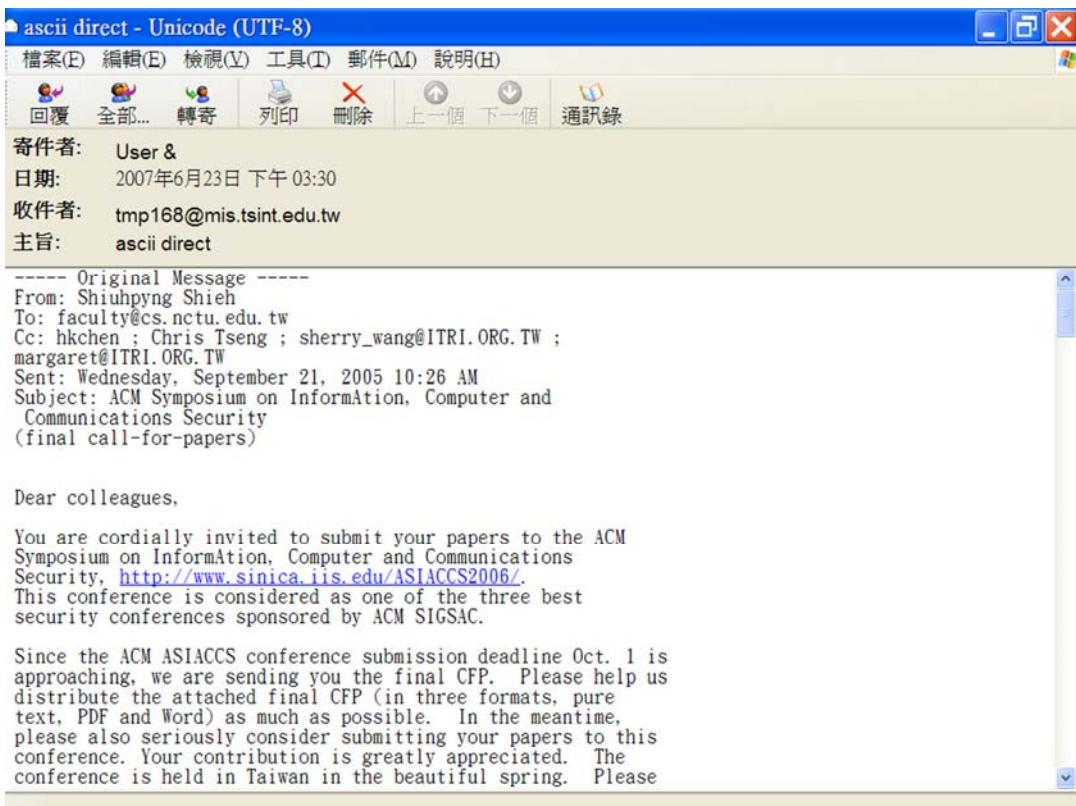 ascii direct - Unicode (UTF-8)
檔案(F) 編輯(E) 檢視(V) 工具(T) 郵件(M) 說明(H)
回覆 全部... 轉寄 列印 刪除 上一個 下一個 通訊錄
寄件者: User &
日期: 2007年6月23日 下午 03:30
收件者: tmp168@mis.tsint.edu.tw
主旨: ascii direct
----- Original Message -----
From: Shiuhpyng Shieh
To: faculty@cs.nctu.edu.tw
Cc: hkchen ; Chris Tseng ; sherry_wang@ITRI.ORG.TW ;
margaret@ITRI.ORG.TW
Sent: Wednesday, September 21, 2005 10:26 AM
Subject: ACM Symposium on InformAtion, Computer and
Communications Security
(final call-for-papers)
Dear colleagues,
You are cordially invited to submit your papers to the ACM
Symposium on InformAtion, Computer and Communications
Security, http://www.sinica.iis.edu/ASIACCS2006/.
This conference is considered as one of the three best
security conferences sponsored by ACM SIGSAC.
Since the ACM ASIACCS conference submission deadline Oct. 1 is
approaching, we are sending you the final CFP.  Please help us
distribute the attached final CFP (in three formats, pure
text, PDF and Word) as much as possible.  In the meantime,
please also seriously consider submitting your papers to this
conference. Your contribution is greatly appreciated.  The
conference is held in Taiwan in the beautiful spring.  Please